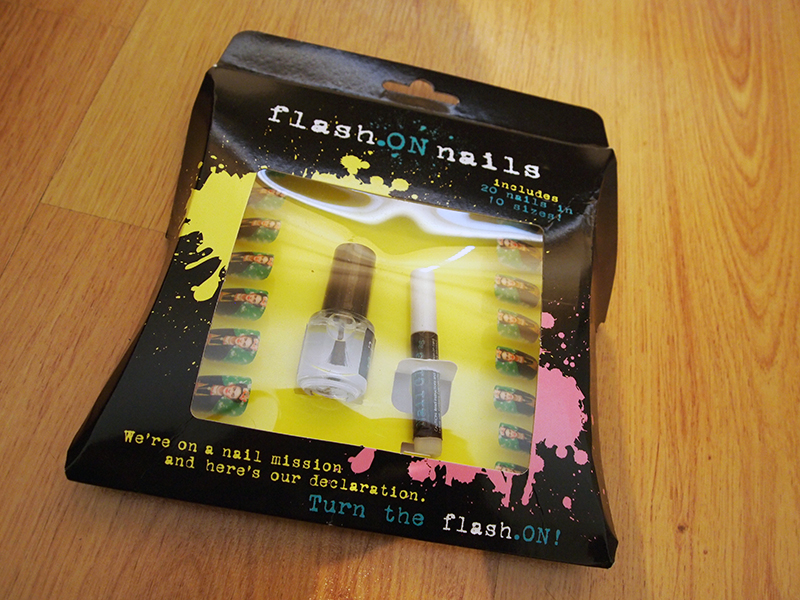 flash.ON nails
includes
20 nails in
10 sizes!
We're on a nail mission
and here's our declaration.
Turn the flash.ON!